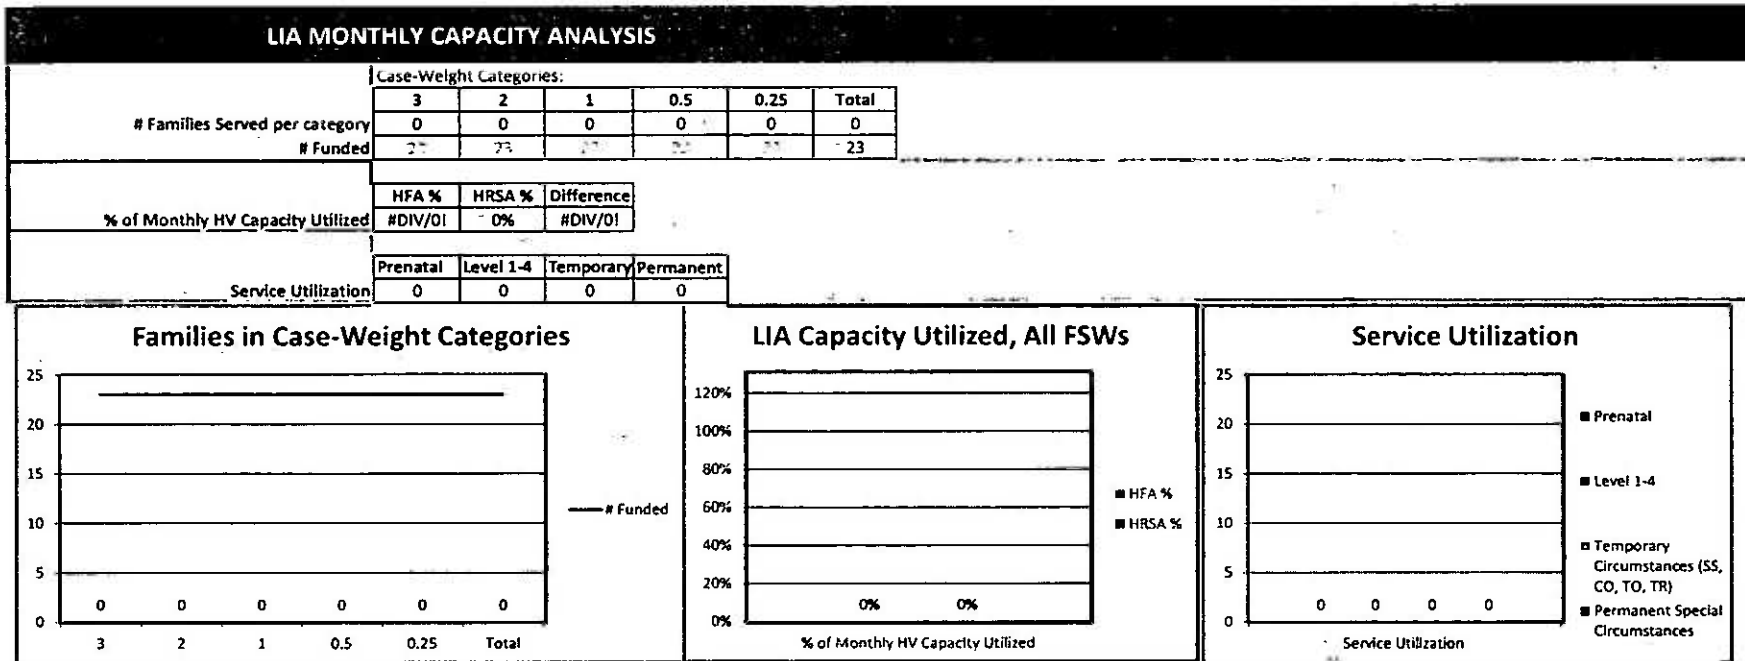 LIA MONTHLY CAPACITY ANALYSIS
Case-Weight Categories:
3 2 1 0.5 0.25 Total
# Families Served per category 0 0 0 0 0 0
# Funded 23 23
HFA % HRSA % Difference
% of Monthly HV Capacity Utilized #DIV/0! 0% #DIV/0!
Prenatal Level 1-4 Temporary Permanent
Service Utilization 0 0 0 0
Families in Case-Weight Categories
25
20
15
10
5
0
0 0 0 0 0 0
3 2 1 0.5 0.25 Total
# Funded
LIA Capacity Utilized, All FSWs
120%
100%
80%
60%
40%
20%
0%
0% 0%
% of Monthly HV Capacity Utilized
HFA %
HRSA %
Service Utilization
25
20
15
10
5
0
0 0 0 0
Service Utilization
Prenatal
Level 1-4
Temporary
Circumstances (SS,
CO, TO, TR)
Permanent Special
Circumstances